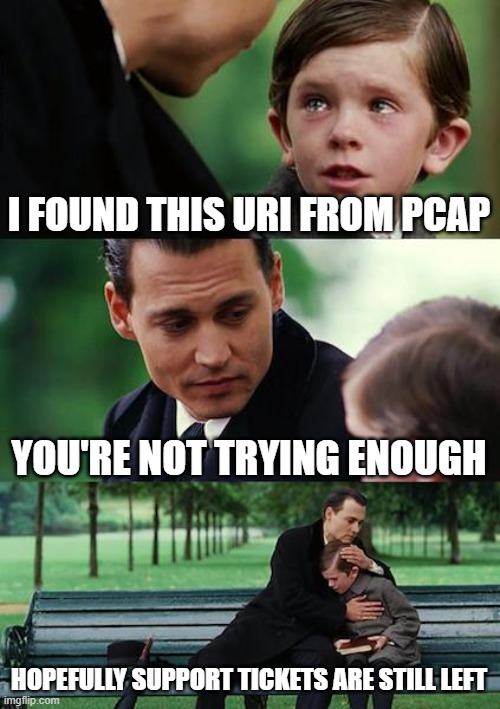 I FOUND THIS URI FROM PCAP
YOU'RE NOT TRYING ENOUGH
HOPEFULLY SUPPORT TICKETS ARE STILL LEFT
imgflip.com